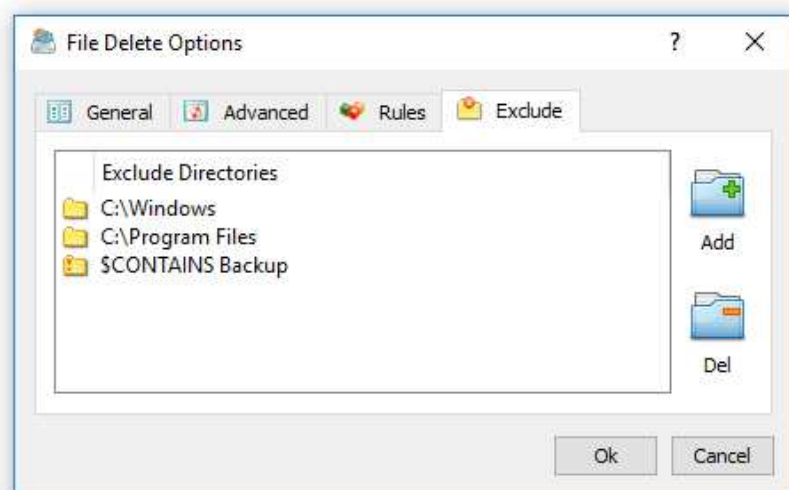 File Delete Options ?
General Advanced Rules Exclude
Exclude Directories
C:\Windows
C:\Program Files
$CONTAINS Backup
Add
Del
Ok Cancel